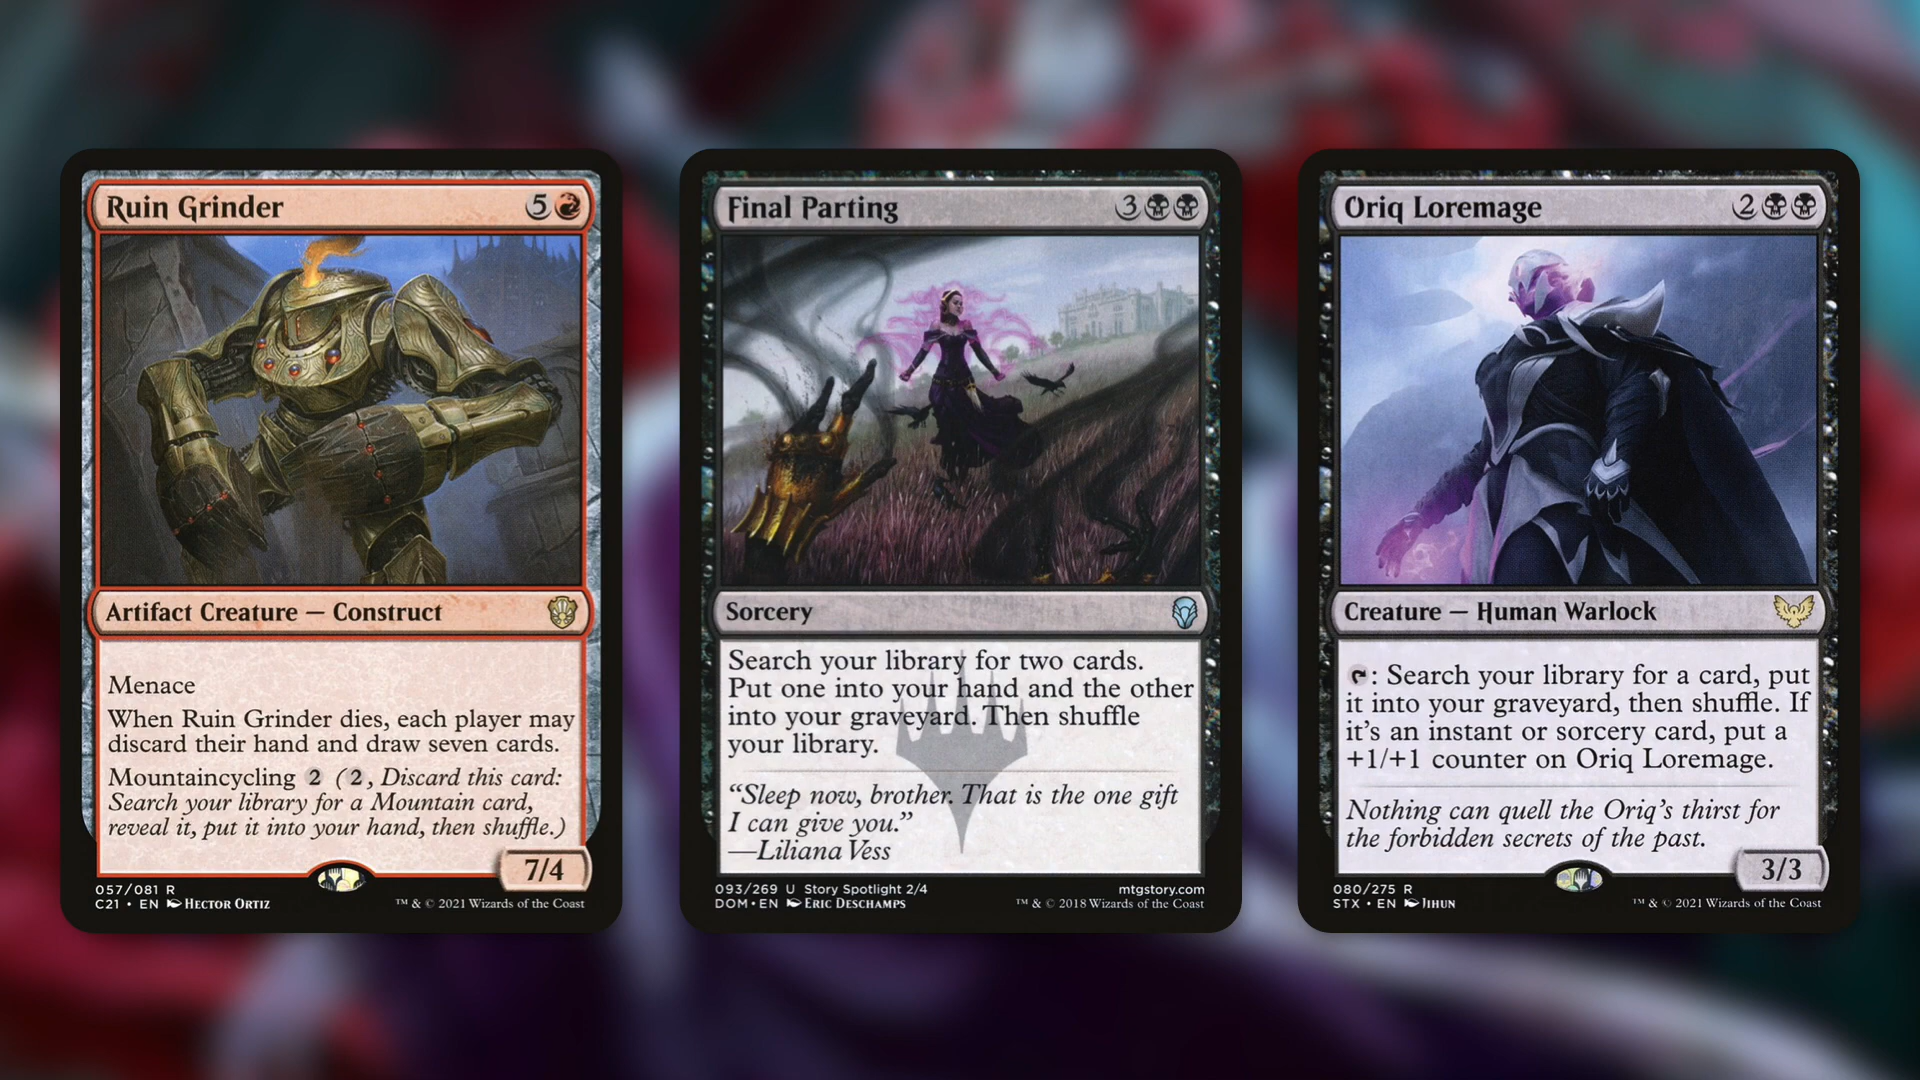 Ruin Grinder 5
Artifact Creature — Construct
Menace
When Ruin Grinder dies, each player may
discard their hand and draw seven cards.
Mountaincycling 2 (2, Discard this card:
Search your library for a Mountain card,
reveal it, put it into your hand, then shuffle.)
7/4
057/081 R
C21 • EN Hector Ortiz
™ & © 2021 Wizards of the Coast
Final Parting 3
Sorcery
Search your library for two cards.
Put one into your hand and the other
into your graveyard. Then shuffle
your library.
“Sleep now, brother. That is the one gift
I can give you.”
—Liliana Vess
093/269 U Story Spotlight 2/4
DOM • EN Eric Deschamps
mtgstory.com
™ & © 2018 Wizards of the Coast
Oriq Loremage 2
Creature — Human Warlock
: Search your library for a card, put
it into your graveyard, then shuffle. If
it’s an instant or sorcery card, put a
+1/+1 counter on Oriq Loremage.
Nothing can quell the Oriq’s thirst for
the forbidden secrets of the past.
3/3
080/275 R
STX • EN Jihun
™ & © 2021 Wizards of the Coast